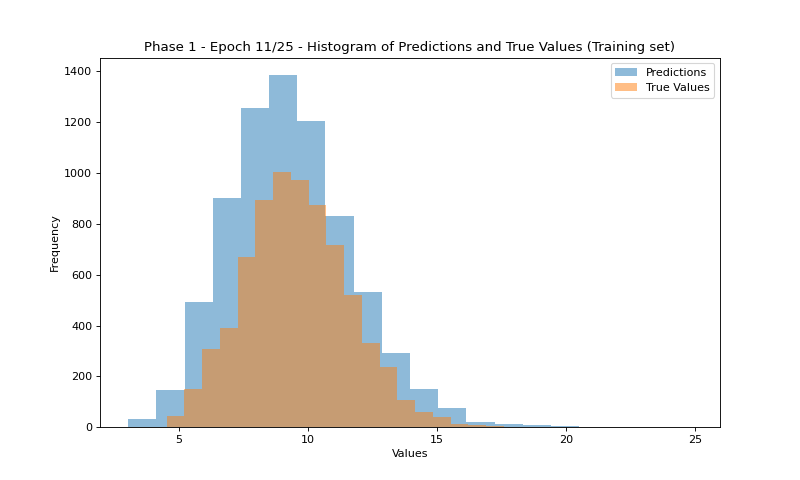 Phase 1 - Epoch 11/25 - Histogram of Predictions and True Values (Training set)
Predictions
True Values
1400
1200
1000
800
600
400
200
0
Frequency
5
10
15
20
25
Values